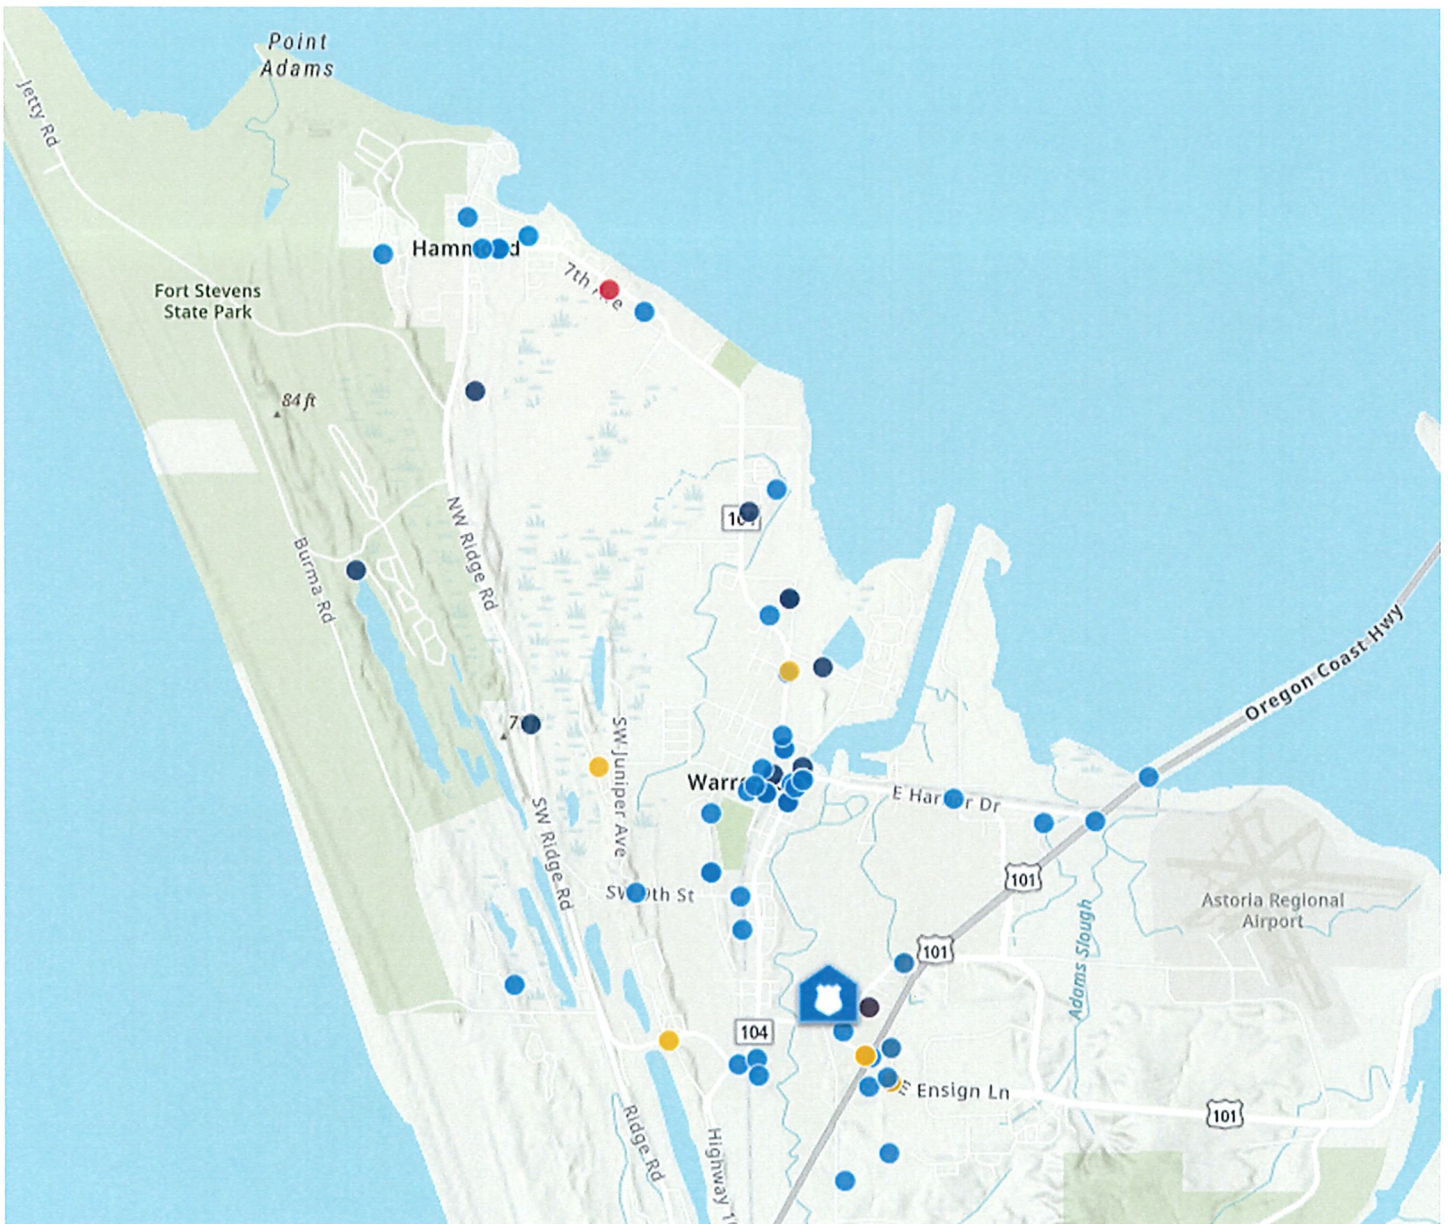 Point
Adams
Jetty Rd
Fort Stevens
State Park
84 ft
NW Ridge Rd
Burma Rd
SW Juniper Ave
Oregon Coast Hwy
E Dr
SW Ridge Rd
101
St
Astoria Regional
Airport
101
Adams Slough
104
E Ensign Ln
101
Ridge Rd
Highway